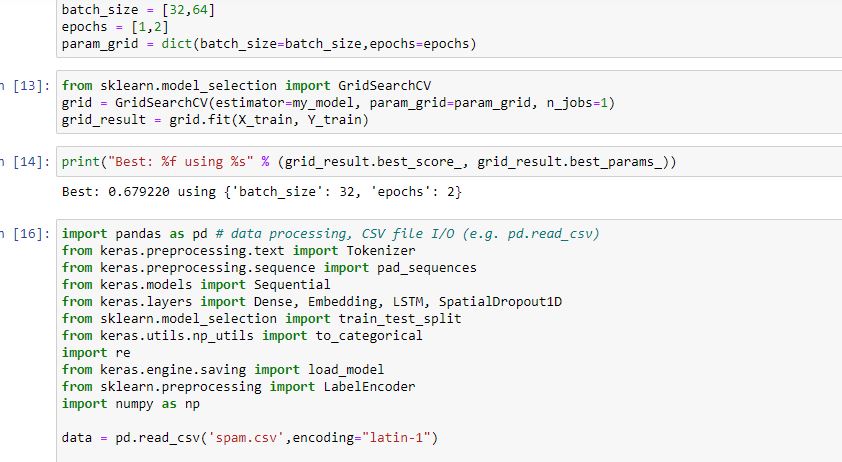 batch_size = [32,64]
epochs = [1,2]
param_grid = dict(batch_size=batch_size,epochs=epochs)
n [13]: from sklearn.model_selection import GridSearchCV
grid = GridSearchCV(estimator=my_model, param_grid=param_grid, n_jobs=1)
grid_result = grid.fit(X_train, Y_train)
n [14]: print("Best: %f using %s" % (grid_result.best_score_, grid_result.best_params_))
Best: 0.679220 using {'batch_size': 32, 'epochs': 2}
n [16]: import pandas as pd # data processing, CSV file I/O (e.g. pd.read_csv)
from keras.preprocessing.text import Tokenizer
from keras.preprocessing.sequence import pad_sequences
from keras.models import Sequential
from keras.layers import Dense, Embedding, LSTM, SpatialDropout1D
from sklearn.model_selection import train_test_split
from keras.utils.np_utils import to_categorical
import re
from keras.engine.saving import load_model
from sklearn.preprocessing import LabelEncoder
import numpy as np
data = pd.read_csv('spam.csv',encoding="latin-1")